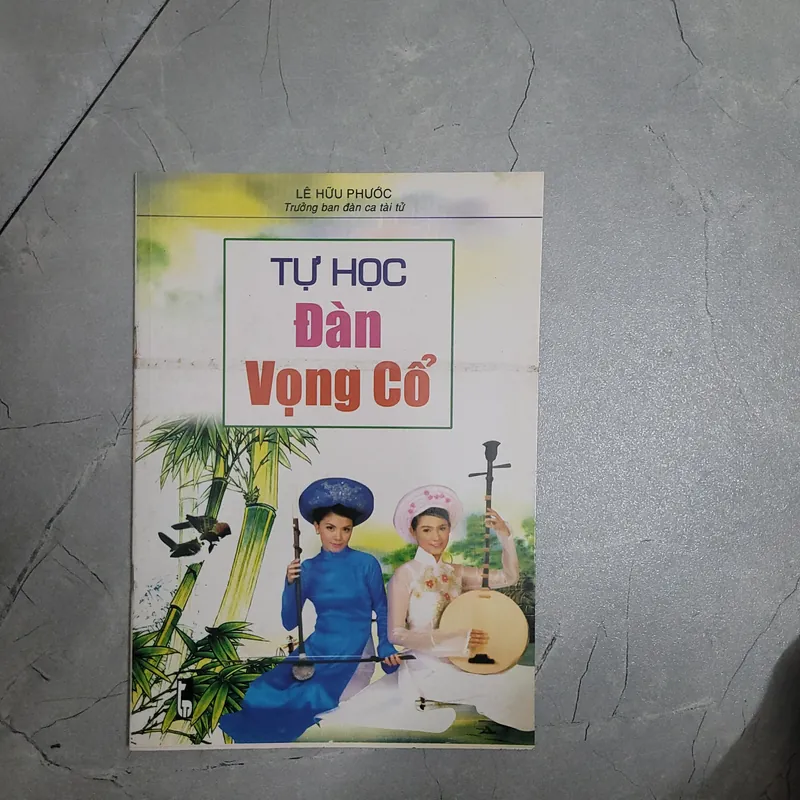 LÊ HỮU PHƯỚC
Trưởng ban đàn ca tài tử
TỰ HỌC
Đàn
Vọng Cổ